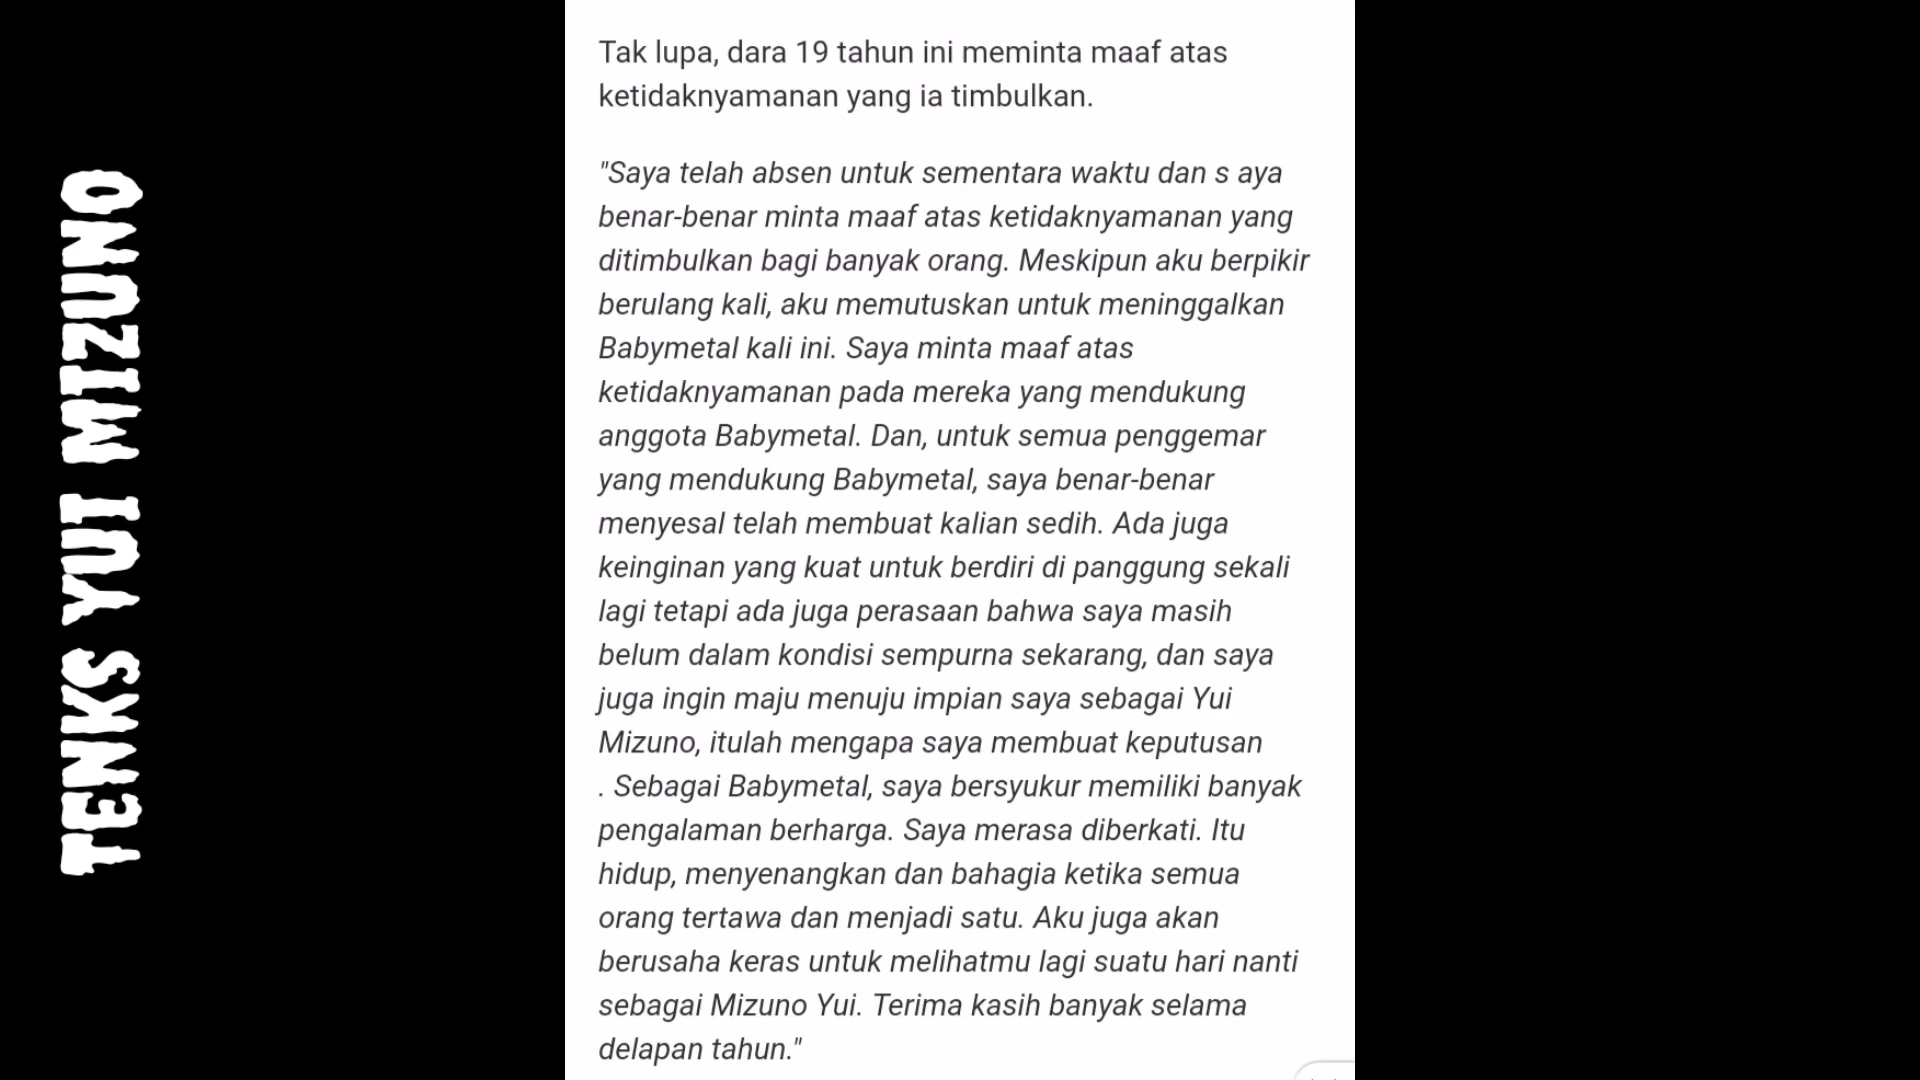 TENKS YUI MIZUNO
Tak lupa, dara 19 tahun ini meminta maaf atas
ketidaknyamanan yang ia timbulkan.
"Saya telah absen untuk sementara waktu dan s aya
benar-benar minta maaf atas ketidaknyamanan yang
ditimbulkan bagi banyak orang. Meskipun aku berpikir
berulang kali, aku memutuskan untuk meninggalkan
Babymetal kali ini. Saya minta maaf atas
ketidaknyamanan pada mereka yang mendukung
anggota Babymetal. Dan, untuk semua penggemar
yang mendukung Babymetal, saya benar-benar
menyesal telah membuat kalian sedih. Ada juga
keinginan yang kuat untuk berdiri di panggung sekali
lagi tetapi ada juga perasaan bahwa saya masih
belum dalam kondisi sempurna sekarang, dan saya
juga ingin maju menuju impian saya sebagai Yui
Mizuno, itulah mengapa saya membuat keputusan
. Sebagai Babymetal, saya bersyukur memiliki banyak
pengalaman berharga. Saya merasa diberkati. Itu
hidup, menyenangkan dan bahagia ketika semua
orang tertawa dan menjadi satu. Aku juga akan
berusaha keras untuk melihatmu lagi suatu hari nanti
sebagai Mizuno Yui. Terima kasih banyak selama
delapan tahun."